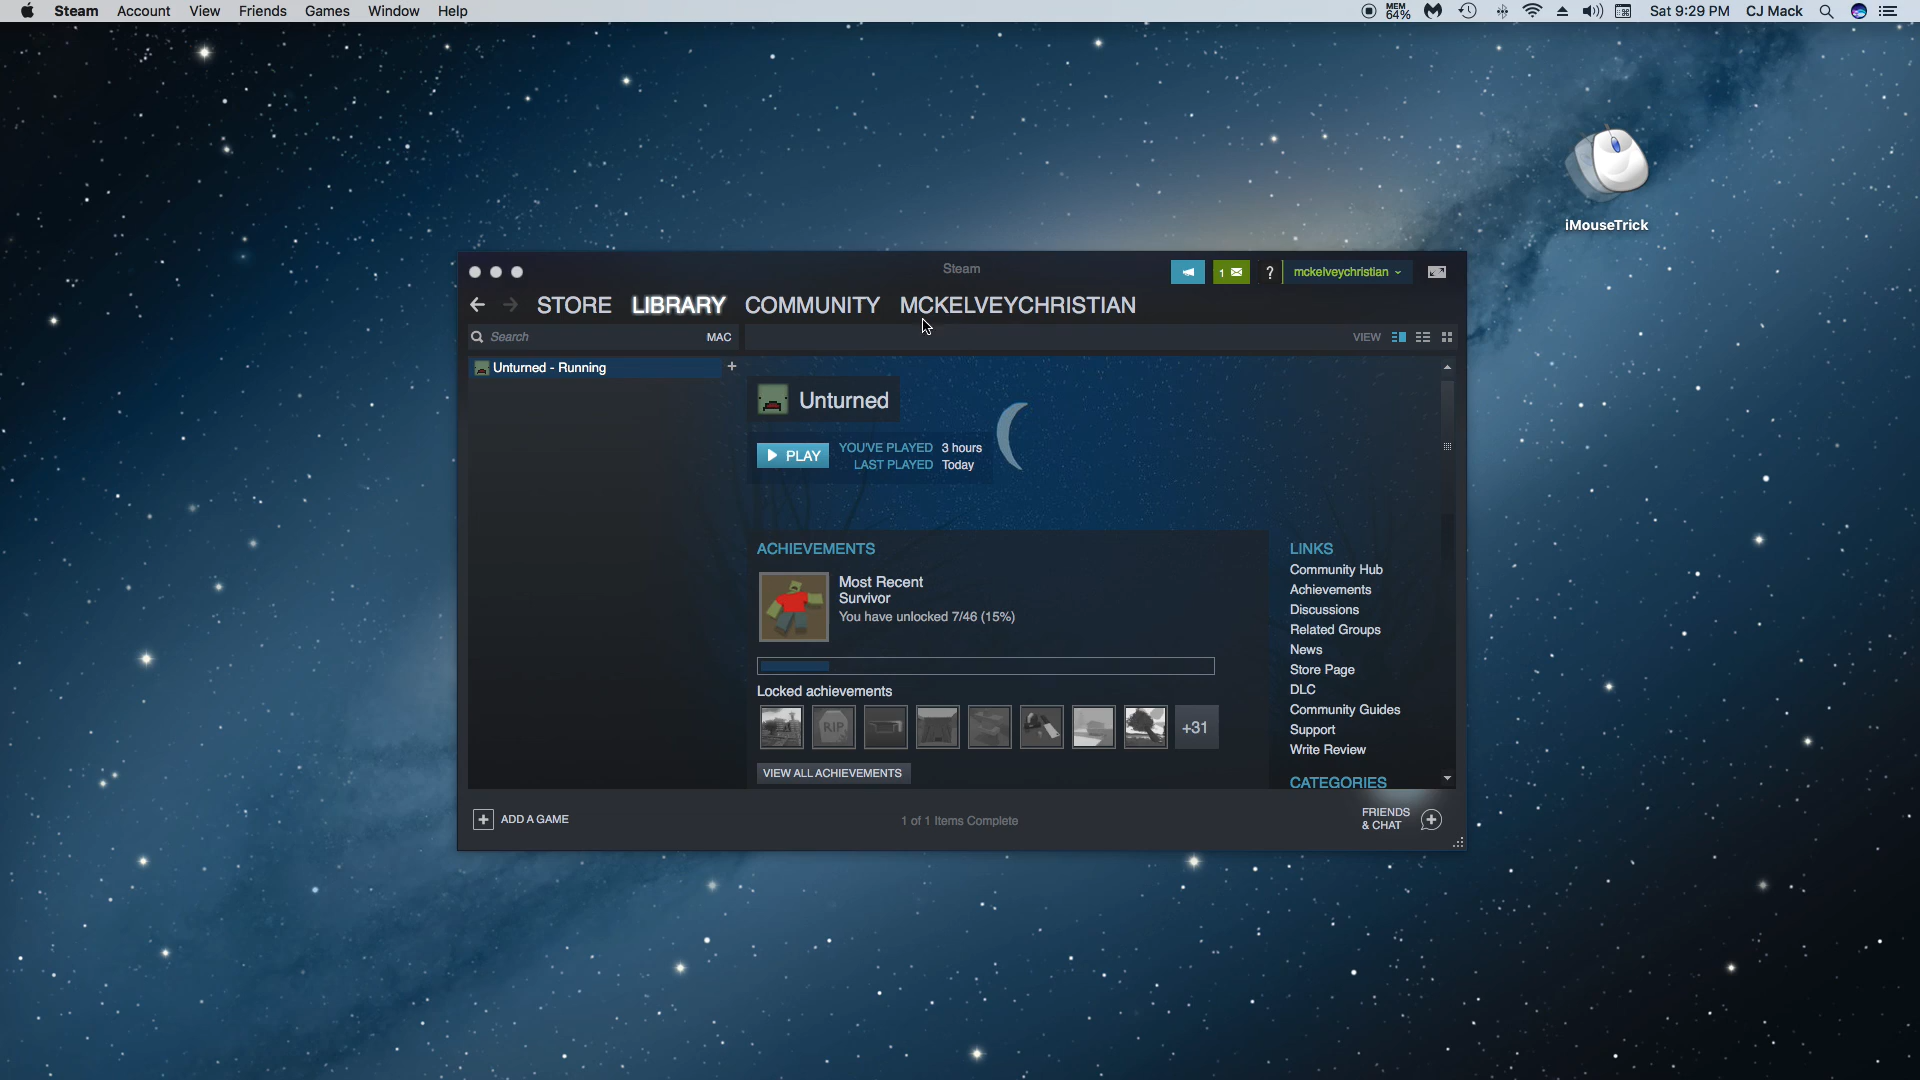 Steam Account View Friends Games Window Help MEM 64% Sat 9:29 PM CJ Mack
iMouseTrick
Steam
1 ? mckelveychristian
STORE LIBRARY COMMUNITY MCKELVEYCHRISTIAN
Search MAC VIEW
Unturned - Running +
Unturned
PLAY
YOU'VE PLAYED 3 hours
LAST PLAYED Today
ACHIEVEMENTS
Most Recent
Survivor
You have unlocked 7/46 (15%)
Locked achievements
RIP
+31
VIEW ALL ACHIEVEMENTS
LINKS
Community Hub
Achievements
Discussions
Related Groups
News
Store Page
DLC
Community Guides
Support
Write Review
CATEGORIES
+ ADD A GAME
1 of 1 Items Complete
FRIENDS
& CHAT